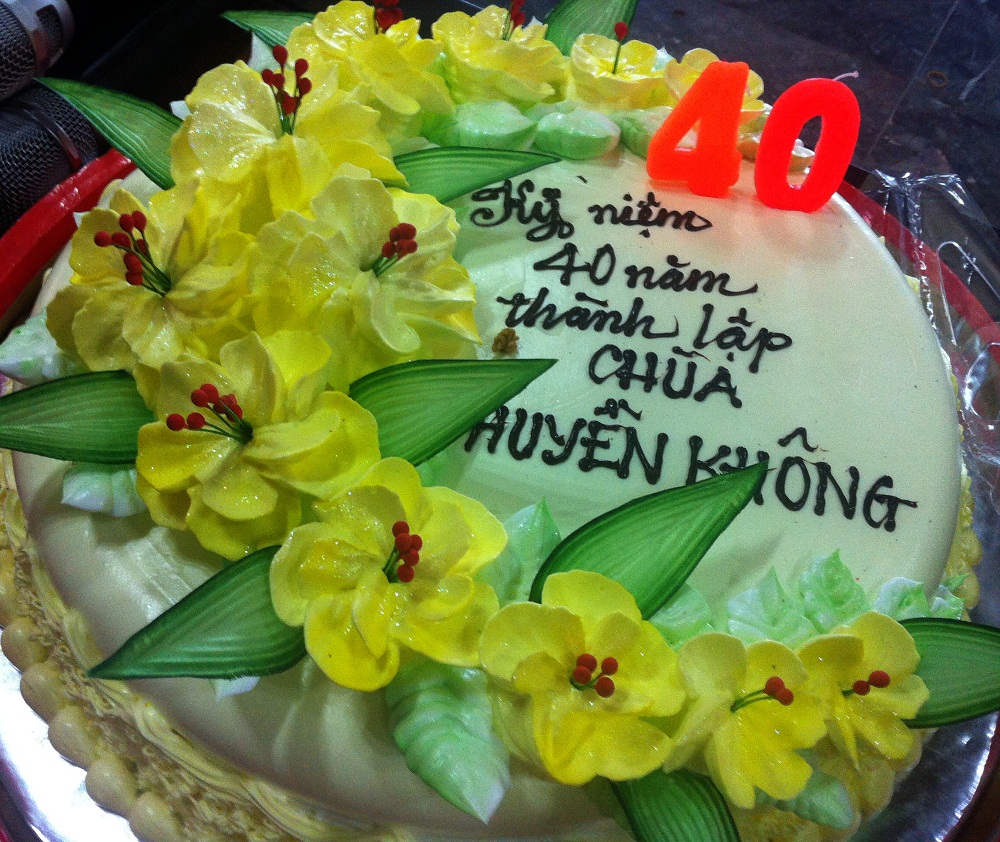 40
Kỷ niệm
40 năm
thành lập
CHÙA
HUYỀN KHÔNG